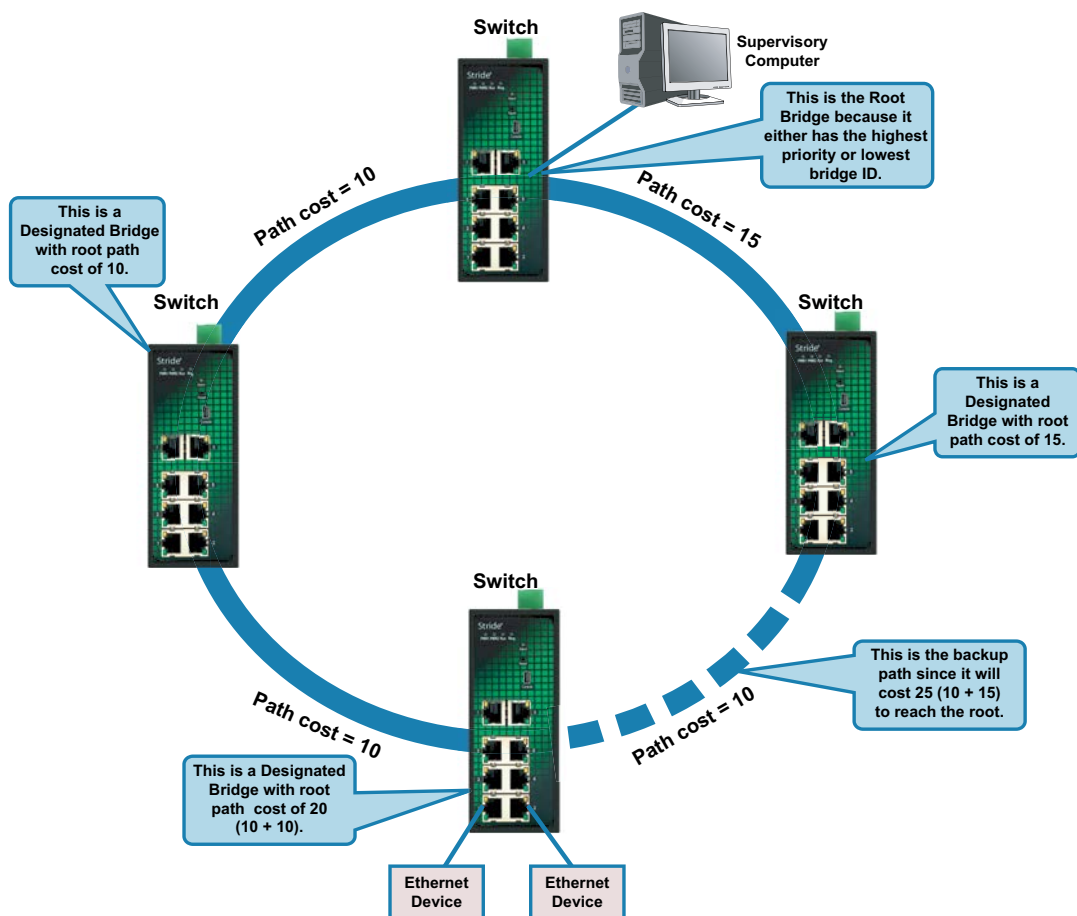 Switch
Supervisory
Computer
Stride
This is the Root
Bridge because it
either has the highest
priority or lowest
bridge ID.
Path cost = 10
Path cost = 15
This is a
Designated Bridge
with root path
cost of 10.
Switch
Stride
Switch
Stride
This is a
Designated
Bridge with root
path cost of 15.
Switch
Stride
This is the backup
path since it will
cost 25 (10 + 15)
to reach the root.
Path cost = 10
Path cost = 10
This is a Designated
Bridge with root
path cost of 20
(10 + 10).
Ethernet
Device
Ethernet
Device